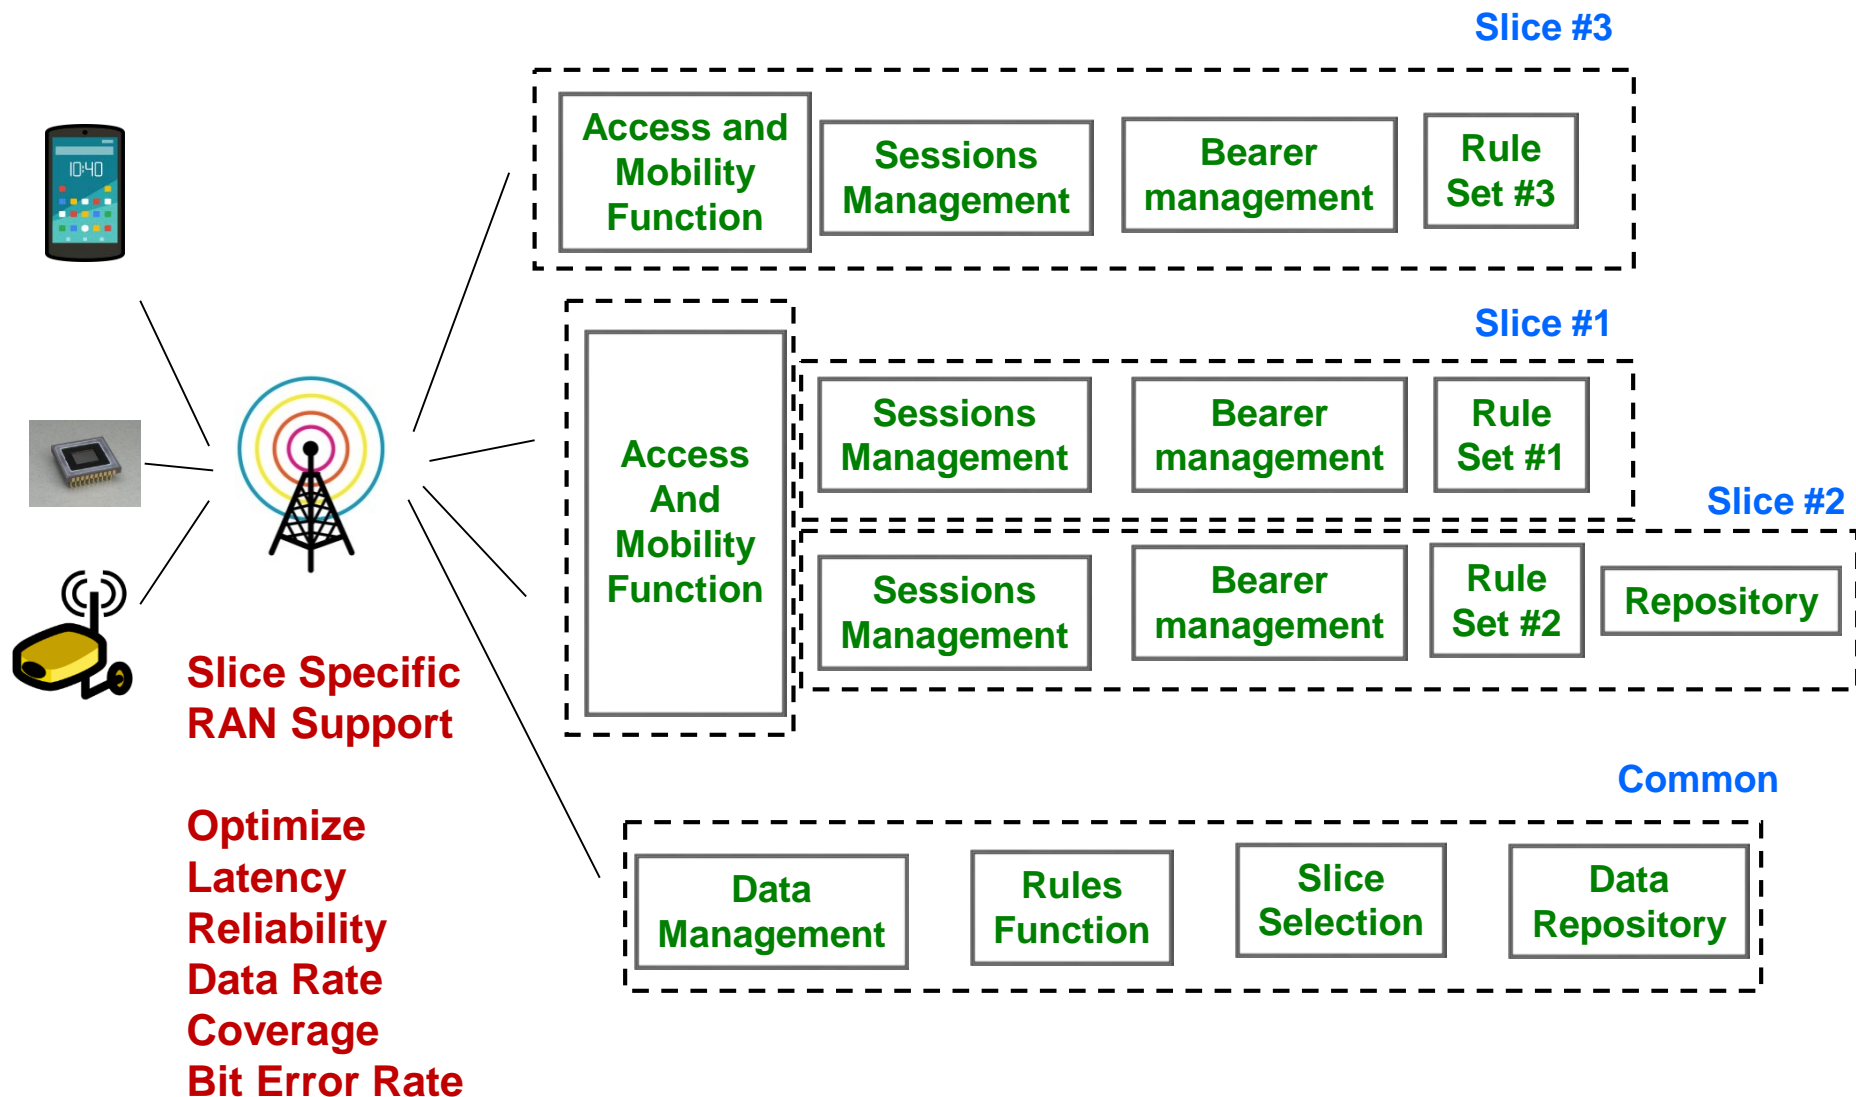 Slice #3
Access and
Mobility
Function
Sessions
Management
Bearer
management
Rule
Set #3
10:40
Slice #1
Access
And
Mobility
Function
Sessions
Management
Bearer
management
Rule
Set #1
Slice #2
Sessions
Management
Bearer
management
Rule
Set #2
Repository
Slice Specific
RAN Support
Optimize
Latency
Reliability
Data Rate
Coverage
Bit Error Rate
Common
Data
Management
Rules
Function
Slice
Selection
Data
Repository